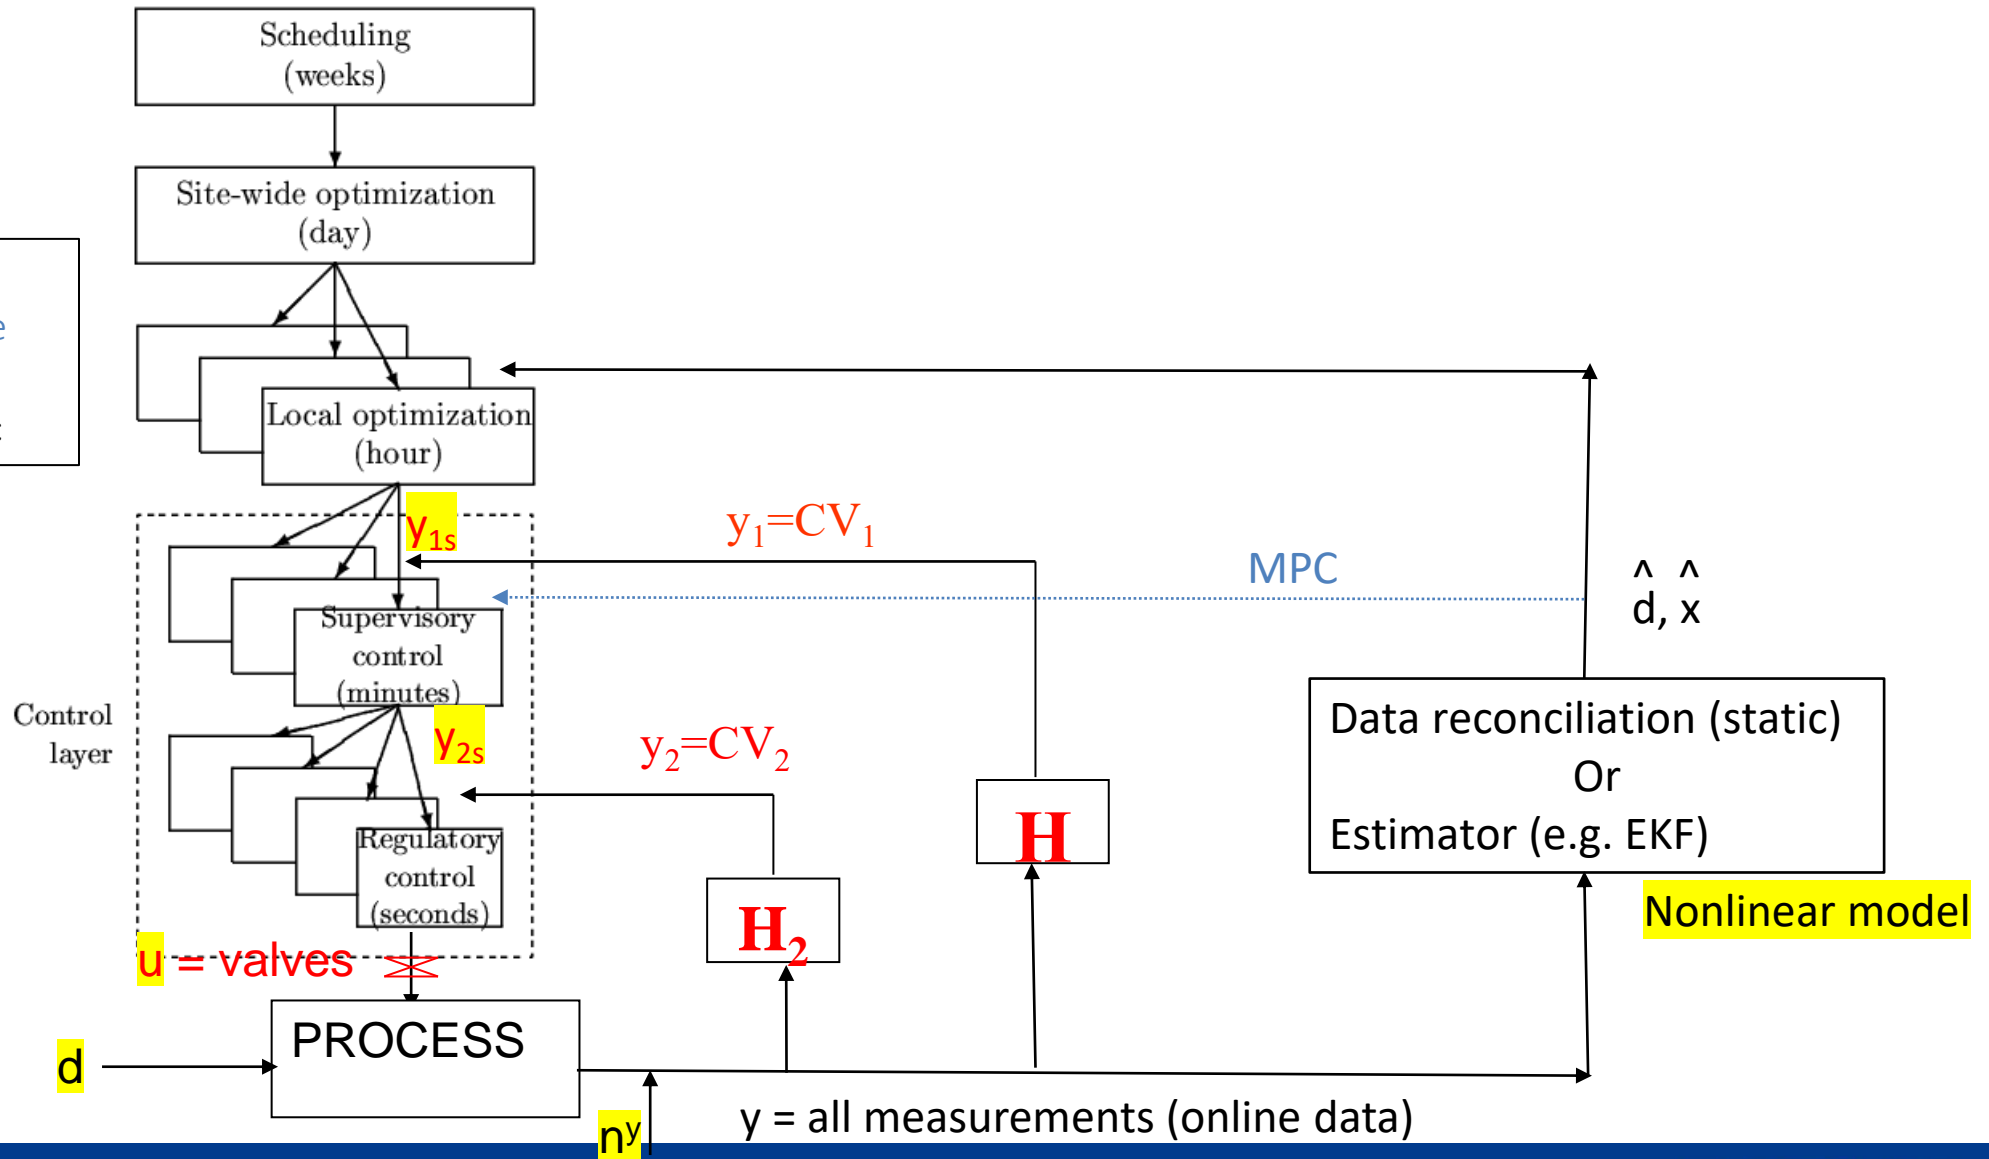 Scheduling
(weeks)
Site-wide optimization
(day)
Local optimization
(hour)
y1s
y1=CV1
MPC
^ ^
d, x
Supervisory
control
(minutes)
Control
layer
y2s
y2=CV2
Data reconciliation (static)
Or
Estimator (e.g. EKF)
H
Regulatory
control
(seconds)
H2
Nonlinear model
u = valves
PROCESS
d
y = all measurements (online data)
nʸ